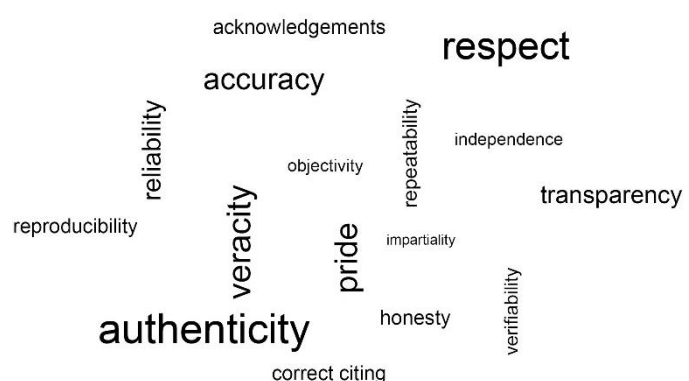 acknowledgements
respect
accuracy
reliability
repeatability
independence
objectivity
transparency
veracity
reproducibility
pride
impartiality
verifiability
honesty
authenticity
correct citing